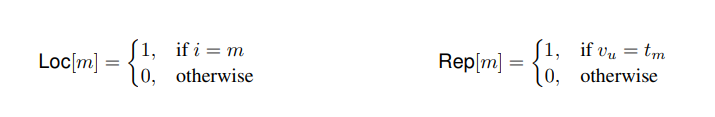 Loc[m] = {1, if i = m
0, otherwise
Rep[m] = {1, if v_u = t_m
0, otherwise